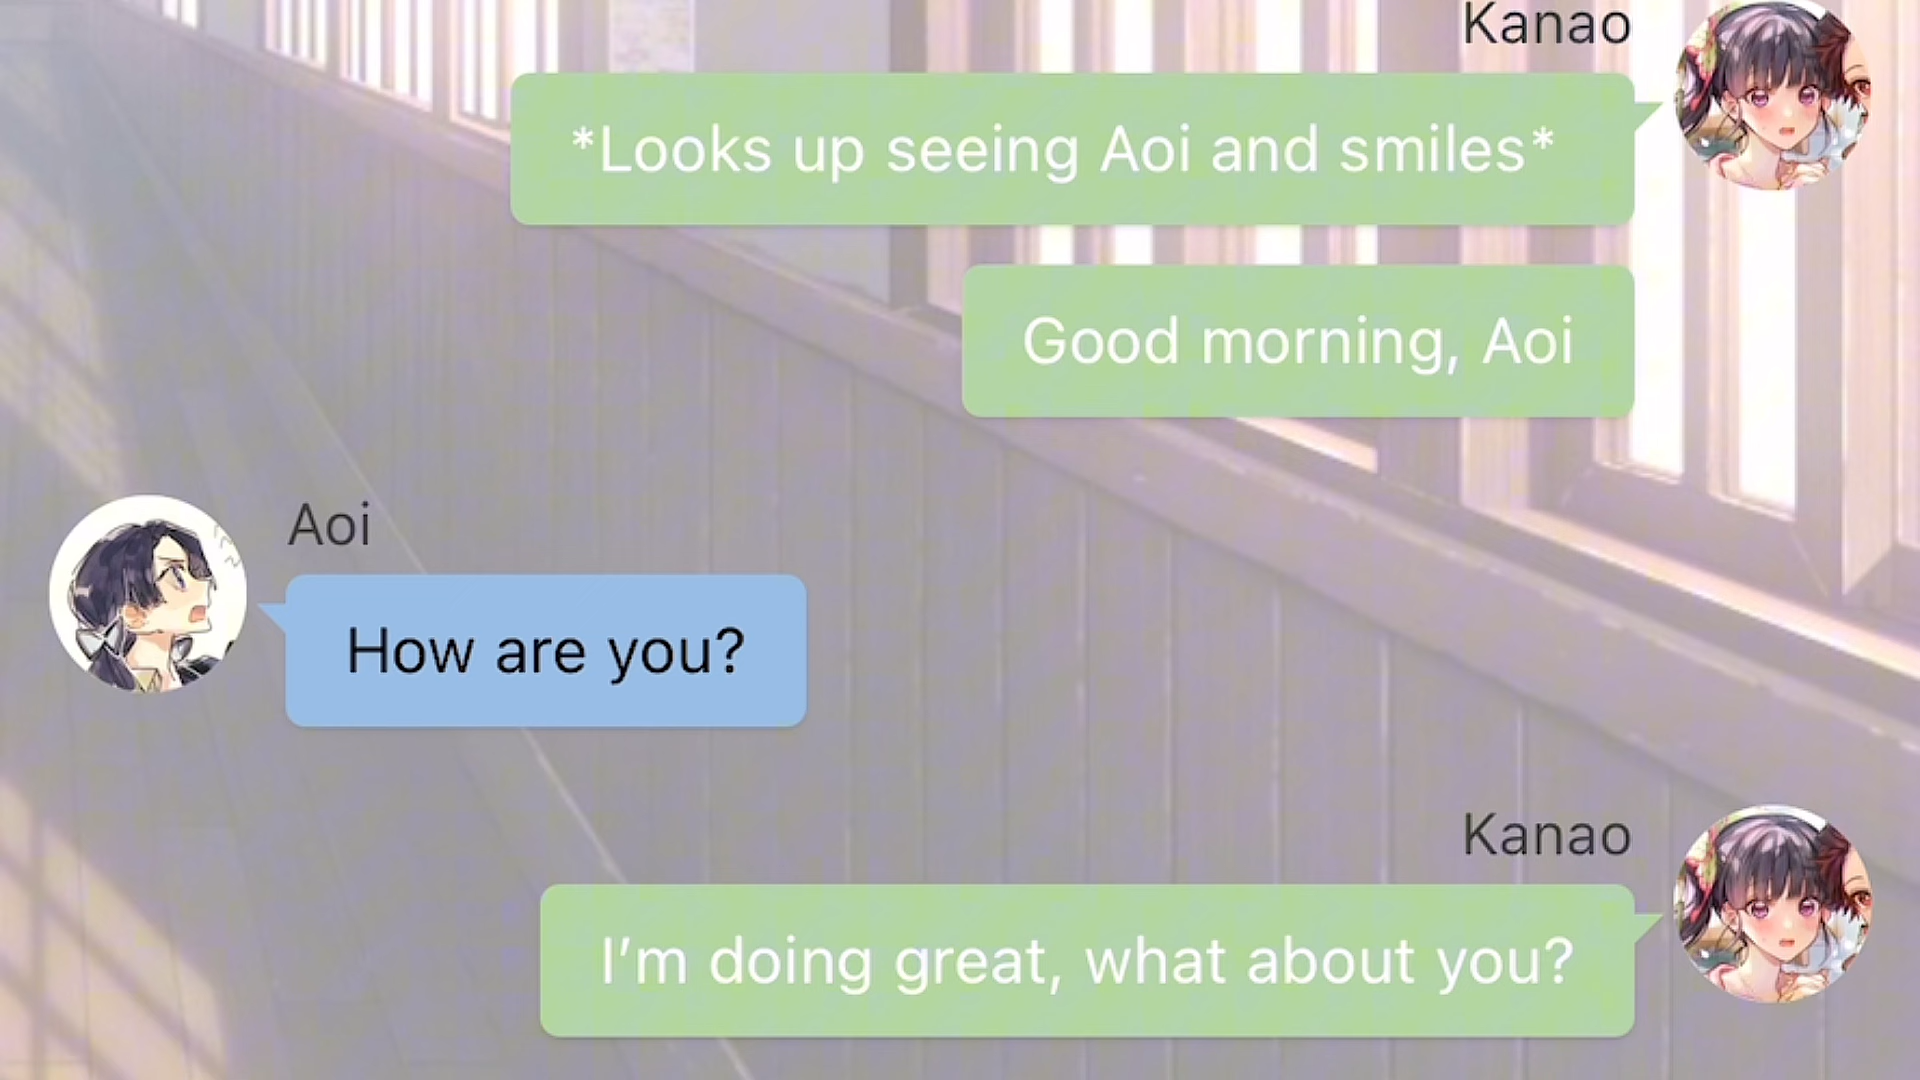 Kanao
*Looks up seeing Aoi and smiles*
Good morning, Aoi
Aoi
How are you?
Kanao
I’m doing great, what about you?